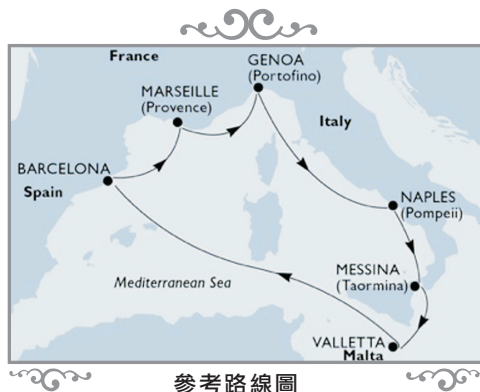 France
GENOA
(Portofino)
MARSEILLE
(Provence)
Italy
BARCELONA
Spain
NAPLES
(Pompeii)
MESSINA
(Taormina)
Mediterranean Sea
VALLETTA
Malta
參考路線圖